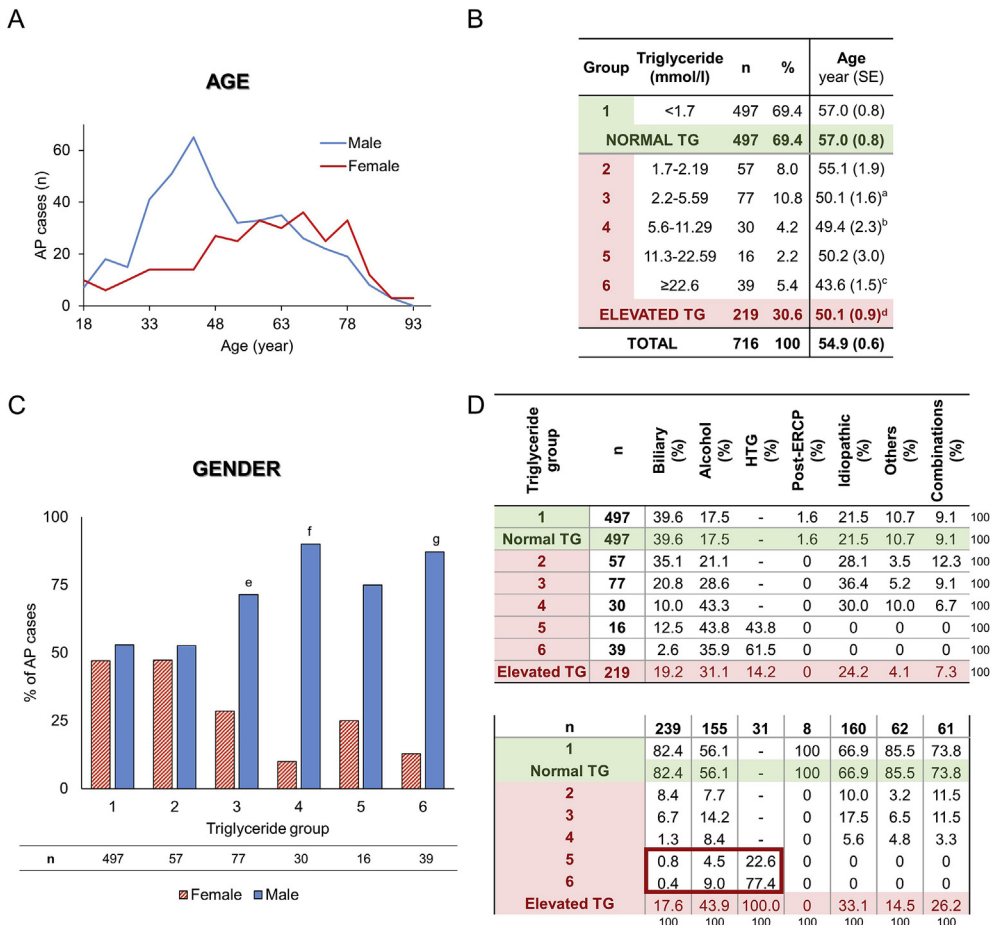 A
AGE
Male
Female
AP cases (n)
60
40
20
0
18 33 48 63 78 93
Age (year)
B
Group Triglyceride (mmol/l) n % Age year (SE)
1 <1.7 497 69.4 57.0 (0.8)
NORMAL TG 497 69.4 57.0 (0.8)
2 1.7-2.19 57 8.0 55.1 (1.9)
3 2.2-5.59 77 10.8 50.1 (1.6)a
4 5.6-11.29 30 4.2 49.4 (2.3)b
5 11.3-22.59 16 2.2 50.2 (3.0)
6 ≥22.6 39 5.4 43.6 (1.5)c
ELEVATED TG 219 30.6 50.1 (0.9)d
TOTAL 716 100 54.9 (0.6)
C
GENDER
% of AP cases
100
75
50
25
0
e f g
1 2 3 4 5 6
Triglyceride group
n 497 57 77 30 16 39
Female Male
D
Triglyceride group n Biliary (%) Alcohol (%) HTG (%) Post-ERCP (%) Idiopathic (%) Others (%) Combinations (%)
1 497 39.6 17.5 - 1.6 21.5 10.7 9.1 100
Normal TG 497 39.6 17.5 - 1.6 21.5 10.7 9.1 100
2 57 35.1 21.1 - 0 28.1 3.5 12.3 100
3 77 20.8 28.6 - 0 36.4 5.2 9.1 100
4 30 10.0 43.3 - 0 30.0 10.0 6.7 100
5 16 12.5 43.8 43.8 0 0 0 0 100
6 39 2.6 35.9 61.5 0 0 0 0 100
Elevated TG 219 19.2 31.1 14.2 0 24.2 4.1 7.3 100
n 239 155 31 8 160 62 61
1 82.4 56.1 - 100 66.9 85.5 73.8
Normal TG 82.4 56.1 - 100 66.9 85.5 73.8
2 8.4 7.7 - 0 10.0 3.2 11.5
3 6.7 14.2 - 0 17.5 6.5 11.5
4 1.3 8.4 - 0 5.6 4.8 3.3
5 0.8 4.5 22.6 0 0 0 0
6 0.4 9.0 77.4 0 0 0 0
Elevated TG 17.6 43.9 100.0 0 33.1 14.5 26.2
100 100 100 100 100 100 100